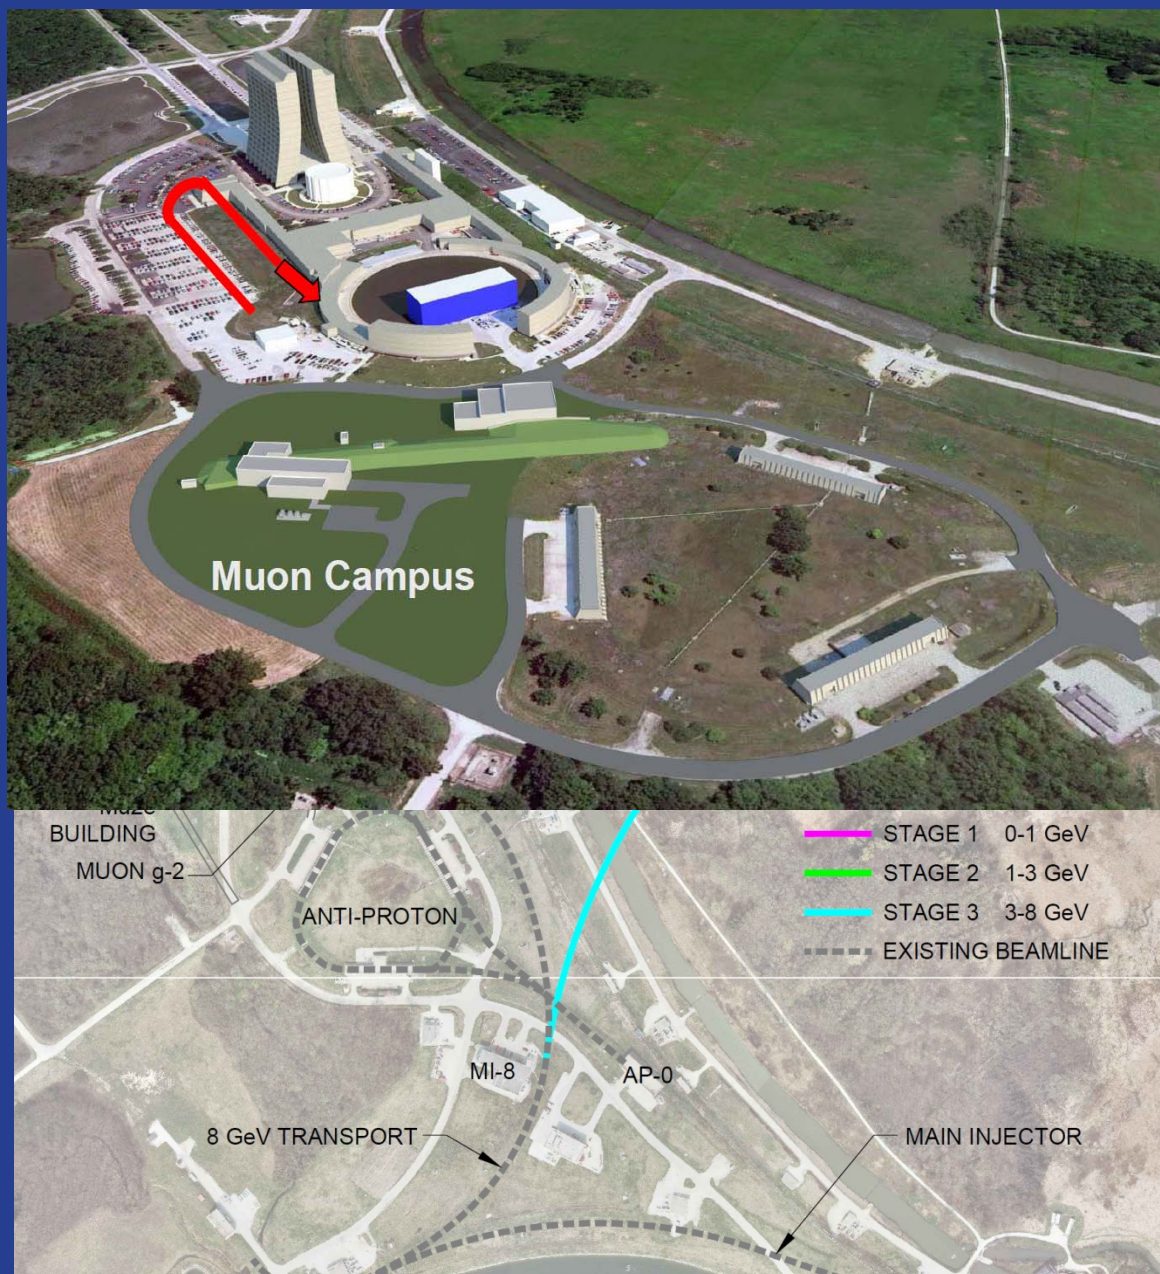 Muon Campus
BUILDING
MUON g-2
ANTI-PROTON
STAGE 1 0-1 GeV
STAGE 2 1-3 GeV
STAGE 3 3-8 GeV
EXISTING BEAMLINE
MI-8
AP-0
8 GeV TRANSPORT
MAIN INJECTOR